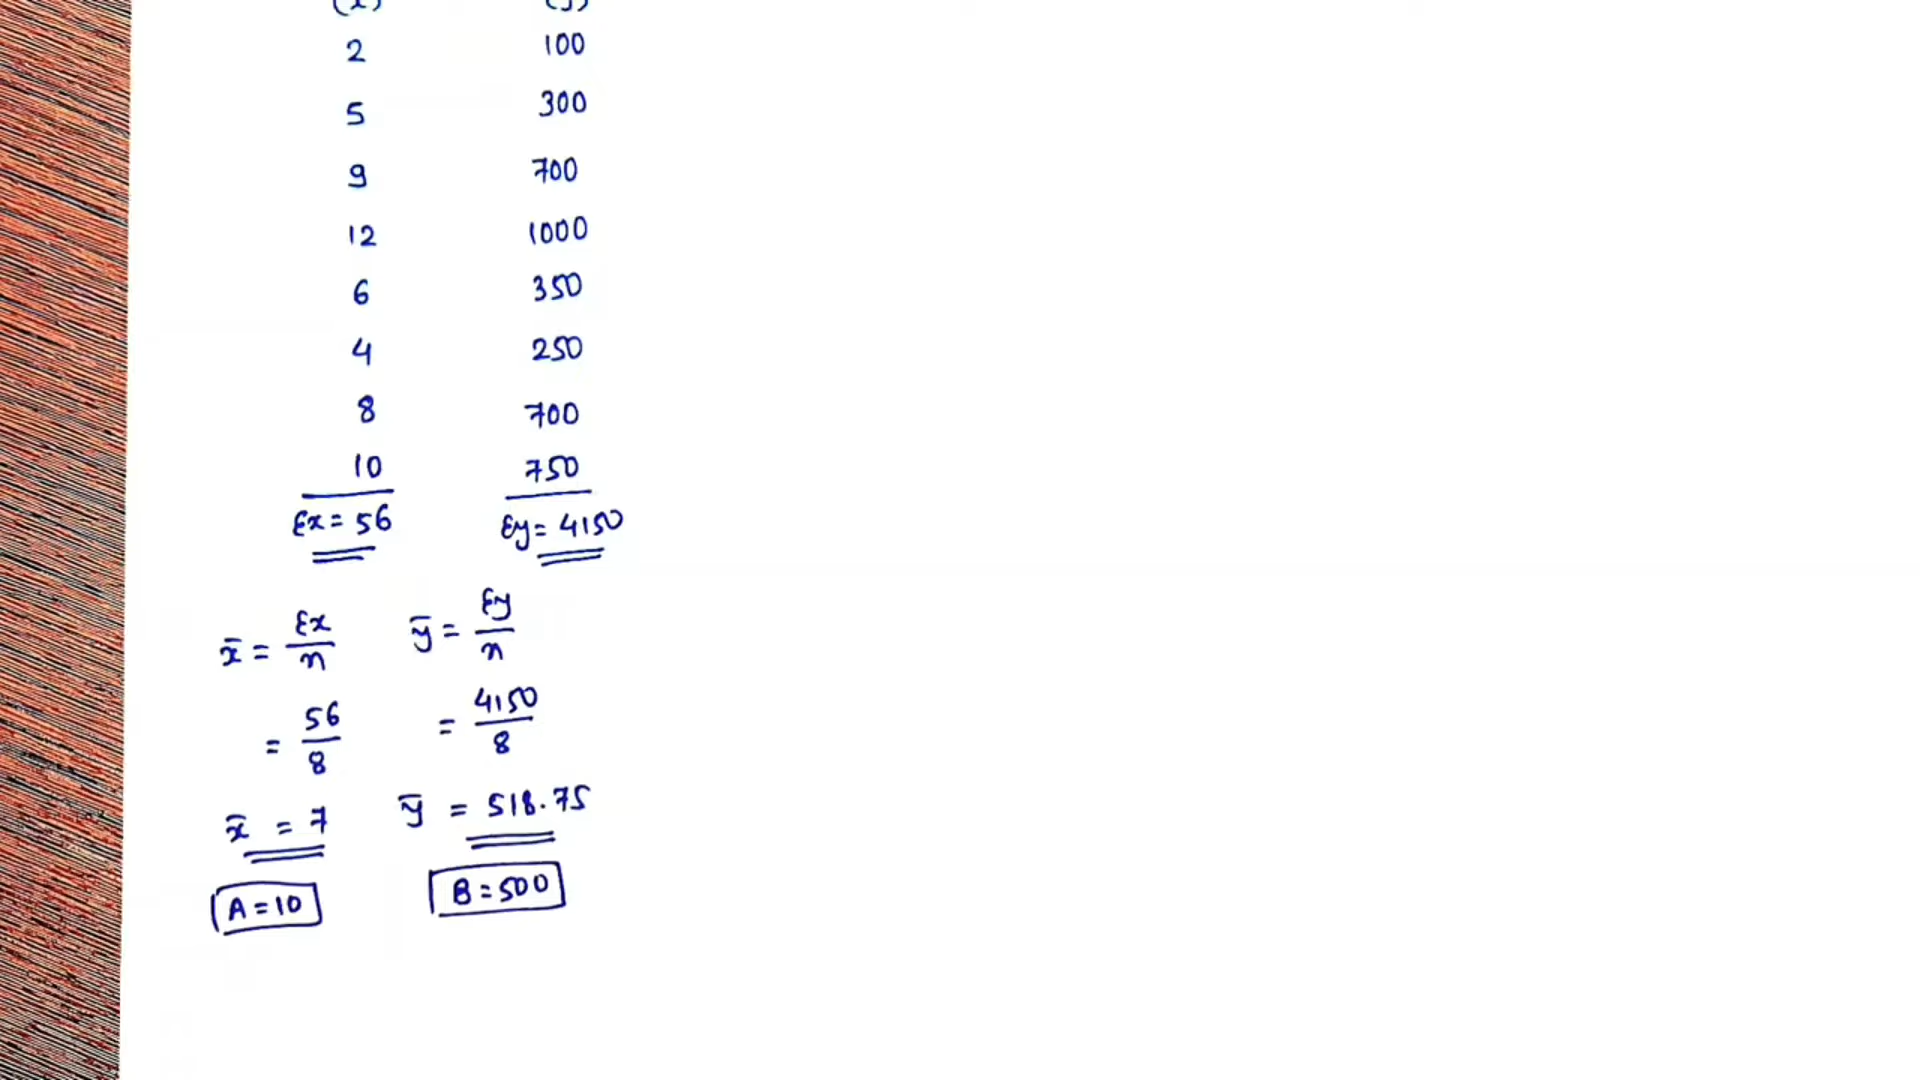 (x) (y)
2 100
5 300
9 700
12 1000
6 350
4 250
8 700
10 750
Σx = 56 Σy = 4150
x̄ = Σx/n ȳ = Σy/n
= 56/8 = 4150/8
x̄ = 7 ȳ = 518.75
A = 10 B = 500